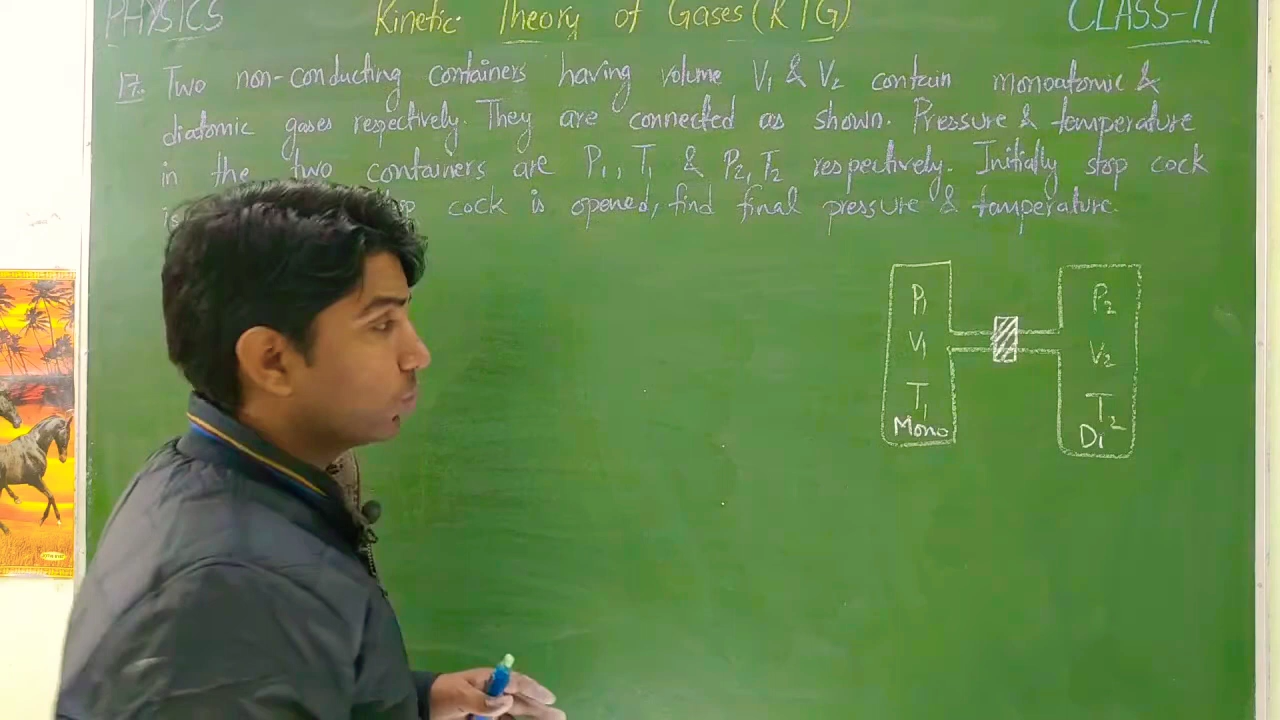 PHYSICS Kinetic Theory of Gases (KTG) CLASS-11
17. Two non-conducting containers having volume V₁ & V₂ contain monoatomic &
diatomic gases respectively. They are connected as shown. Pressure & temperature
in the two containers are P₁, T₁ & P₂, T₂ respectively. Initially stop cock
is cock is opened, find final pressure & temperature.
P₁
V₁
T₁
Mono
P₂
V₂
T₂
Di